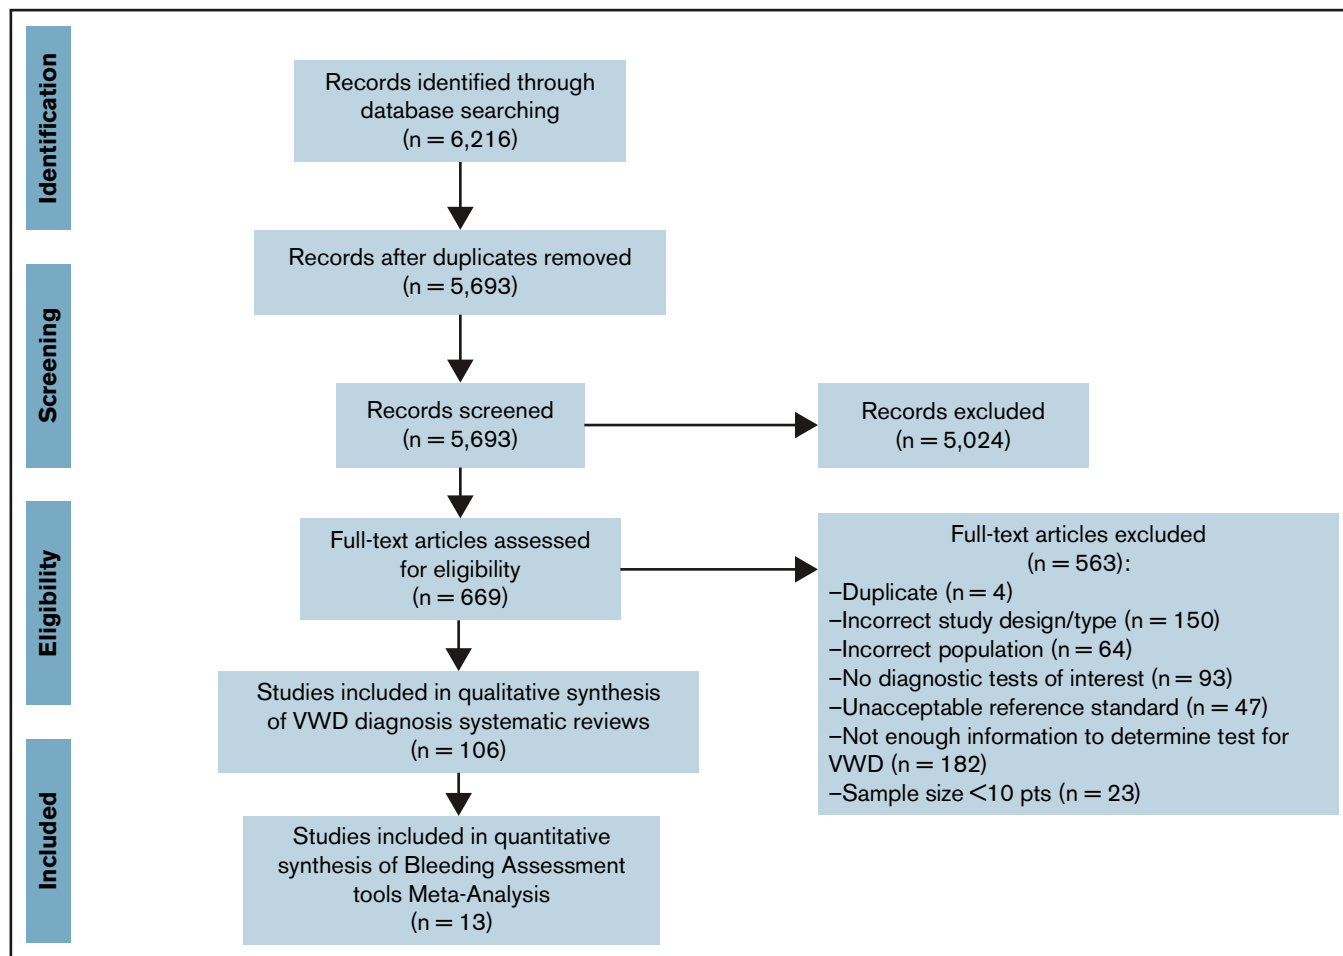 Identification
Records identified through
database searching
(n = 6,216)
Screening
Records after duplicates removed
(n = 5,693)
Records screened
(n = 5,693)
Records excluded
(n = 5,024)
Eligibility
Full-text articles assessed
for eligibility
(n = 669)
Full-text articles excluded
(n = 563):
–Duplicate (n = 4)
–Incorrect study design/type (n = 150)
–Incorrect population (n = 64)
–No diagnostic tests of interest (n = 93)
–Unacceptable reference standard (n = 47)
–Not enough information to determine test for
VWD (n = 182)
–Sample size <10 pts (n = 23)
Studies included in qualitative synthesis
of VWD diagnosis systematic reviews
(n = 106)
Included
Studies included in quantitative
synthesis of Bleeding Assessment
tools Meta-Analysis
(n = 13)